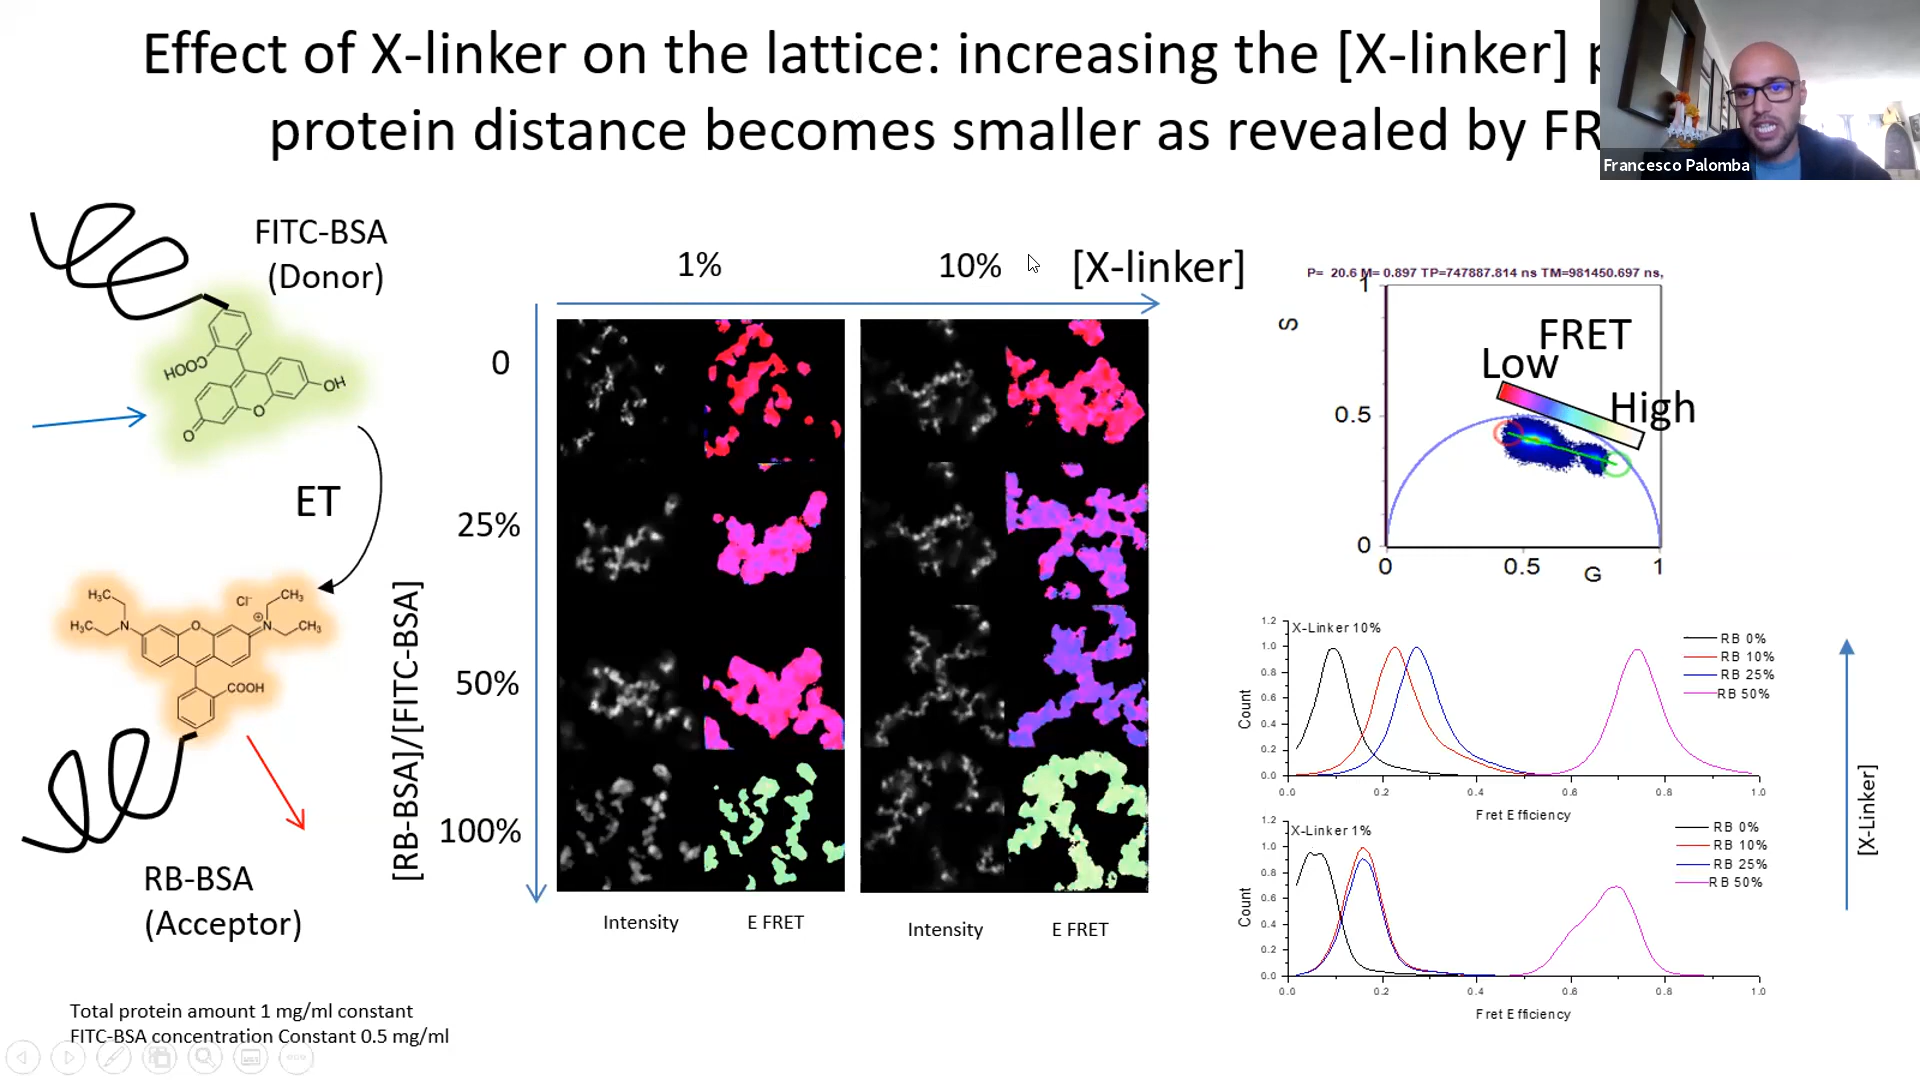 Effect of X-linker on the lattice: increasing the [X-linker] p
protein distance becomes smaller as revealed by FR
Francesco Palomba
FITC-BSA
(Donor)
HOOC
OH
O
O
ET
H₃C
H₃C
N
O
Cl⁻
⊕
N
CH₃
CH₃
COOH
RB-BSA
(Acceptor)
Total protein amount 1 mg/ml constant
FITC-BSA concentration Constant 0.5 mg/ml
1%
10%
[X-linker]
[RB-BSA]/[FITC-BSA]
0
25%
50%
100%
Intensity
E FRET
Intensity
E FRET
P= 20.6 M= 0.897 TP=747887.814 ns TM=981450.697 ns,
S
1
0.5
0
0
0.5
G
1
FRET
Low
High
X-Linker 10%
Count
1.2
1.0
0.8
0.6
0.4
0.2
0.0
0.0
0.2
0.4
0.6
0.8
1.0
Fret Efficiency
RB 0%
RB 10%
RB 25%
RB 50%
X-Linker 1%
Count
1.2
1.0
0.8
0.6
0.4
0.2
0.0
0.0
0.2
0.4
0.6
0.8
1.0
Fret Efficiency
RB 0%
RB 10%
RB 25%
RB 50%
[X-Linker]